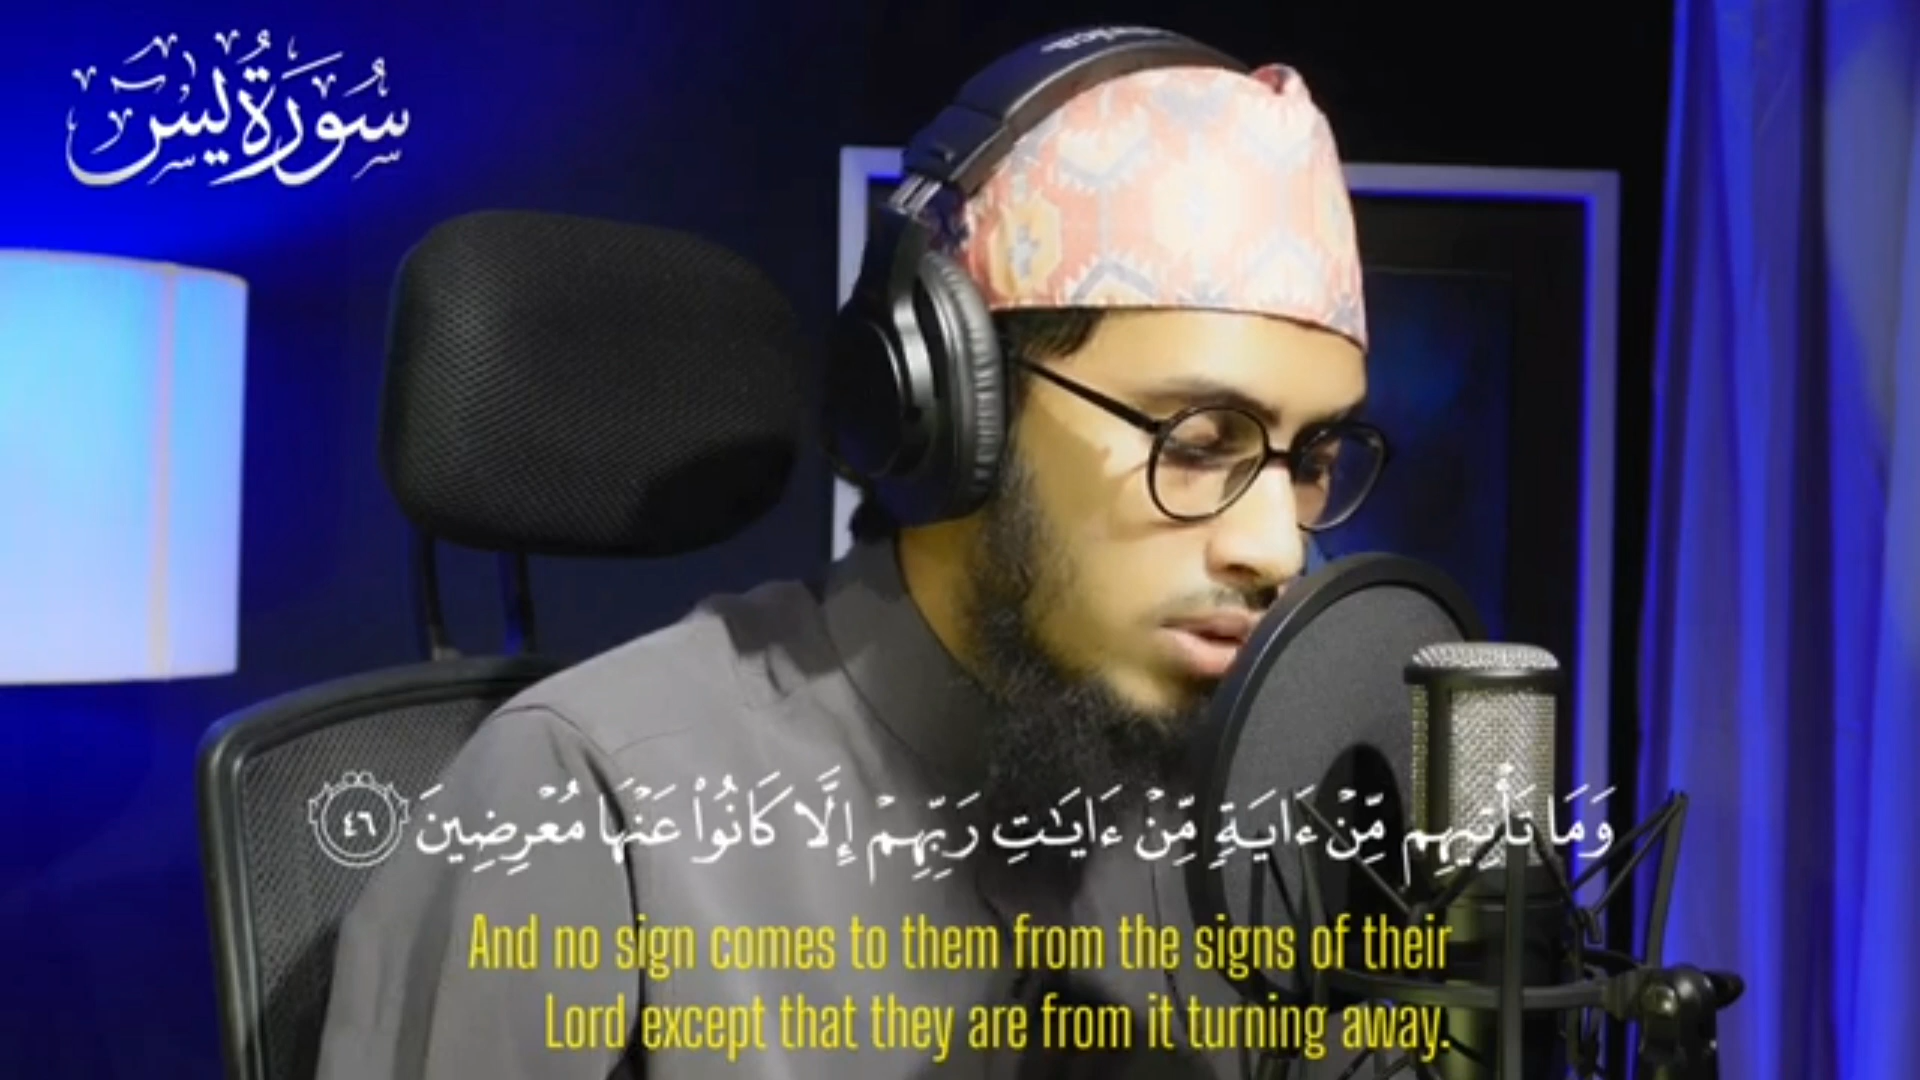 سُورَةُ يسٓ
وَمَا تَأْتِيهِم مِّنْ ءَايَةٍ مِّنْ ءَايَٰتِ رَبِّهِمْ إِلَّا كَانُوا۟ عَنْهَا مُعْرِضِينَ ٤٦
And no sign comes to them from the signs of their
Lord except that they are from it turning away.